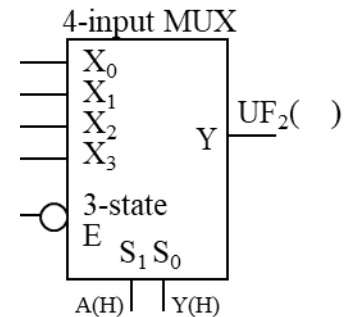 4-input MUX
X₀
X₁
X₂
X₃
Y
UF₂( )
3-state
E
S₁ S₀
A(H) Y(H)